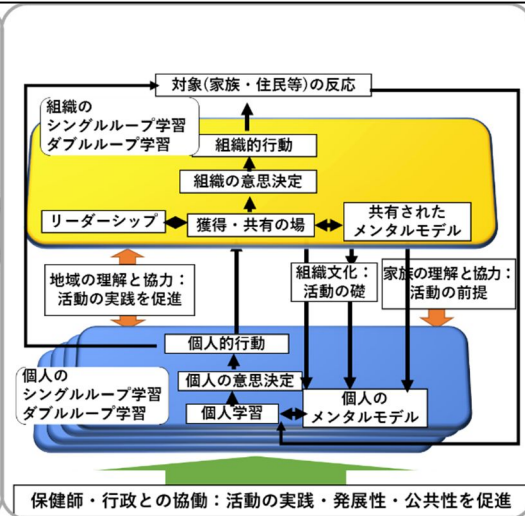 対象(家族・住民等)の反応
組織の
シングルループ学習
ダブルループ学習
組織的行動
組織の意思決定
リーダーシップ
獲得・共有の場
共有された
メンタルモデル
地域の理解と協力：
活動の実践を促進
組織文化：
活動の礎
家族の理解と協力：
活動の前提
個人的行動
個人の
シングルループ学習
ダブルループ学習
個人の意思決定
個人学習
個人の
メンタルモデル
保健師・行政との協働：活動の実践・発展性・公共性を促進